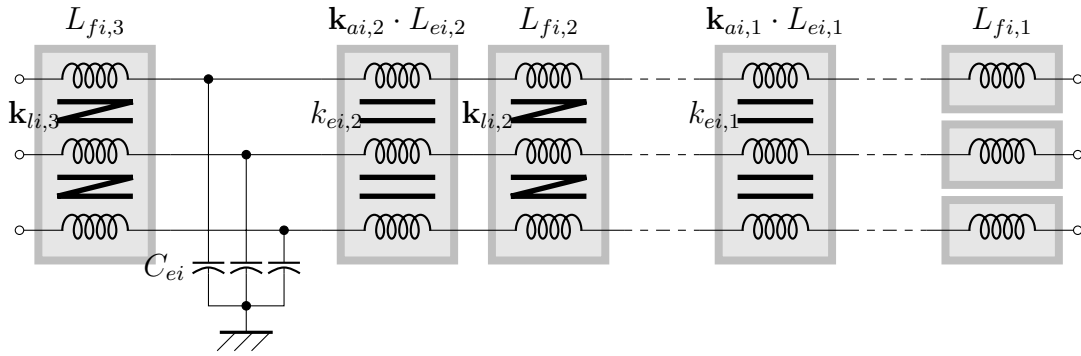 L_{fi,3}
𝐤_{ai,2} · L_{ei,2}
L_{fi,2}
𝐤_{ai,1} · L_{ei,1}
L_{fi,1}
𝐤_{li,3}
k_{ei,2}
𝐤_{li,2}
k_{ei,1}
C_{ei}